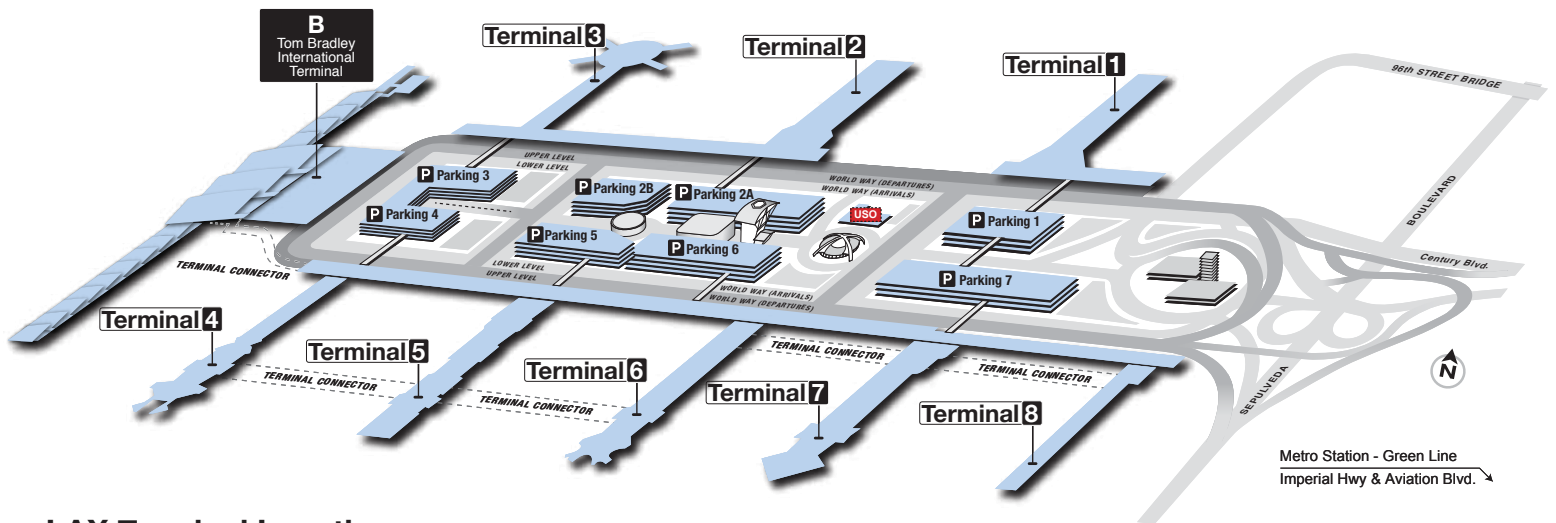 B
Tom Bradley
International
Terminal
Terminal 3
Terminal 2
Terminal 1
96th STREET BRIDGE
UPPER LEVEL
LOWER LEVEL
WORLD WAY (DEPARTURES)
WORLD WAY (ARRIVALS)
P Parking 3
P Parking 2B
P Parking 2A
P Parking 4
USO
P Parking 1
BOULEVARD
P Parking 5
P Parking 6
P Parking 7
Century Blvd.
TERMINAL CONNECTOR
LOWER LEVEL
UPPER LEVEL
WORLD WAY (ARRIVALS)
WORLD WAY (DEPARTURES)
Terminal 4
Terminal 5
Terminal 6
Terminal 7
Terminal 8
TERMINAL CONNECTOR
TERMINAL CONNECTOR
TERMINAL CONNECTOR
TERMINAL CONNECTOR
SEPULVEDA
N
Metro Station - Green Line
Imperial Hwy & Aviation Blvd.